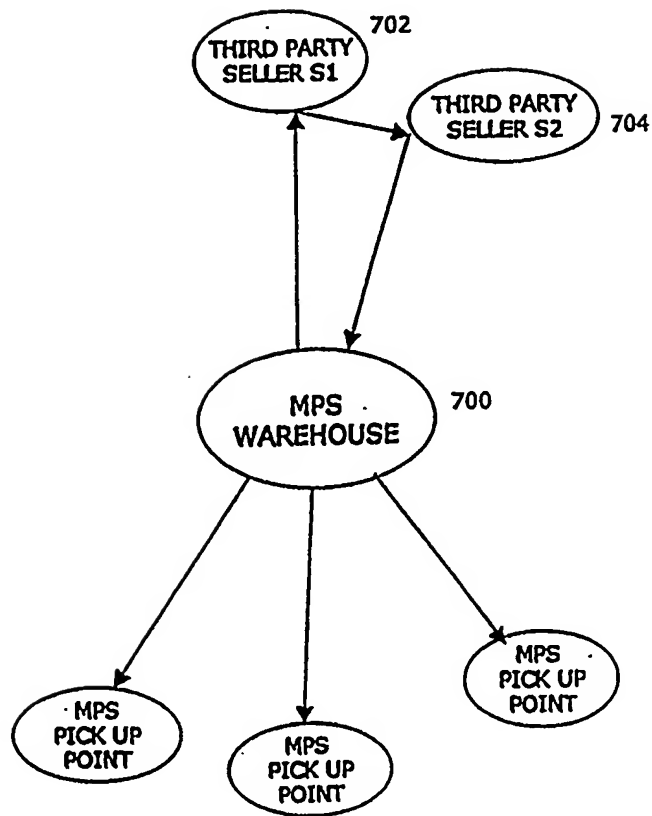 702
THIRD PARTY
SELLER S1
THIRD PARTY
SELLER S2
704
MPS
WAREHOUSE
700
MPS
PICK UP
POINT
MPS
PICK UP
POINT
MPS
PICK UP
POINT